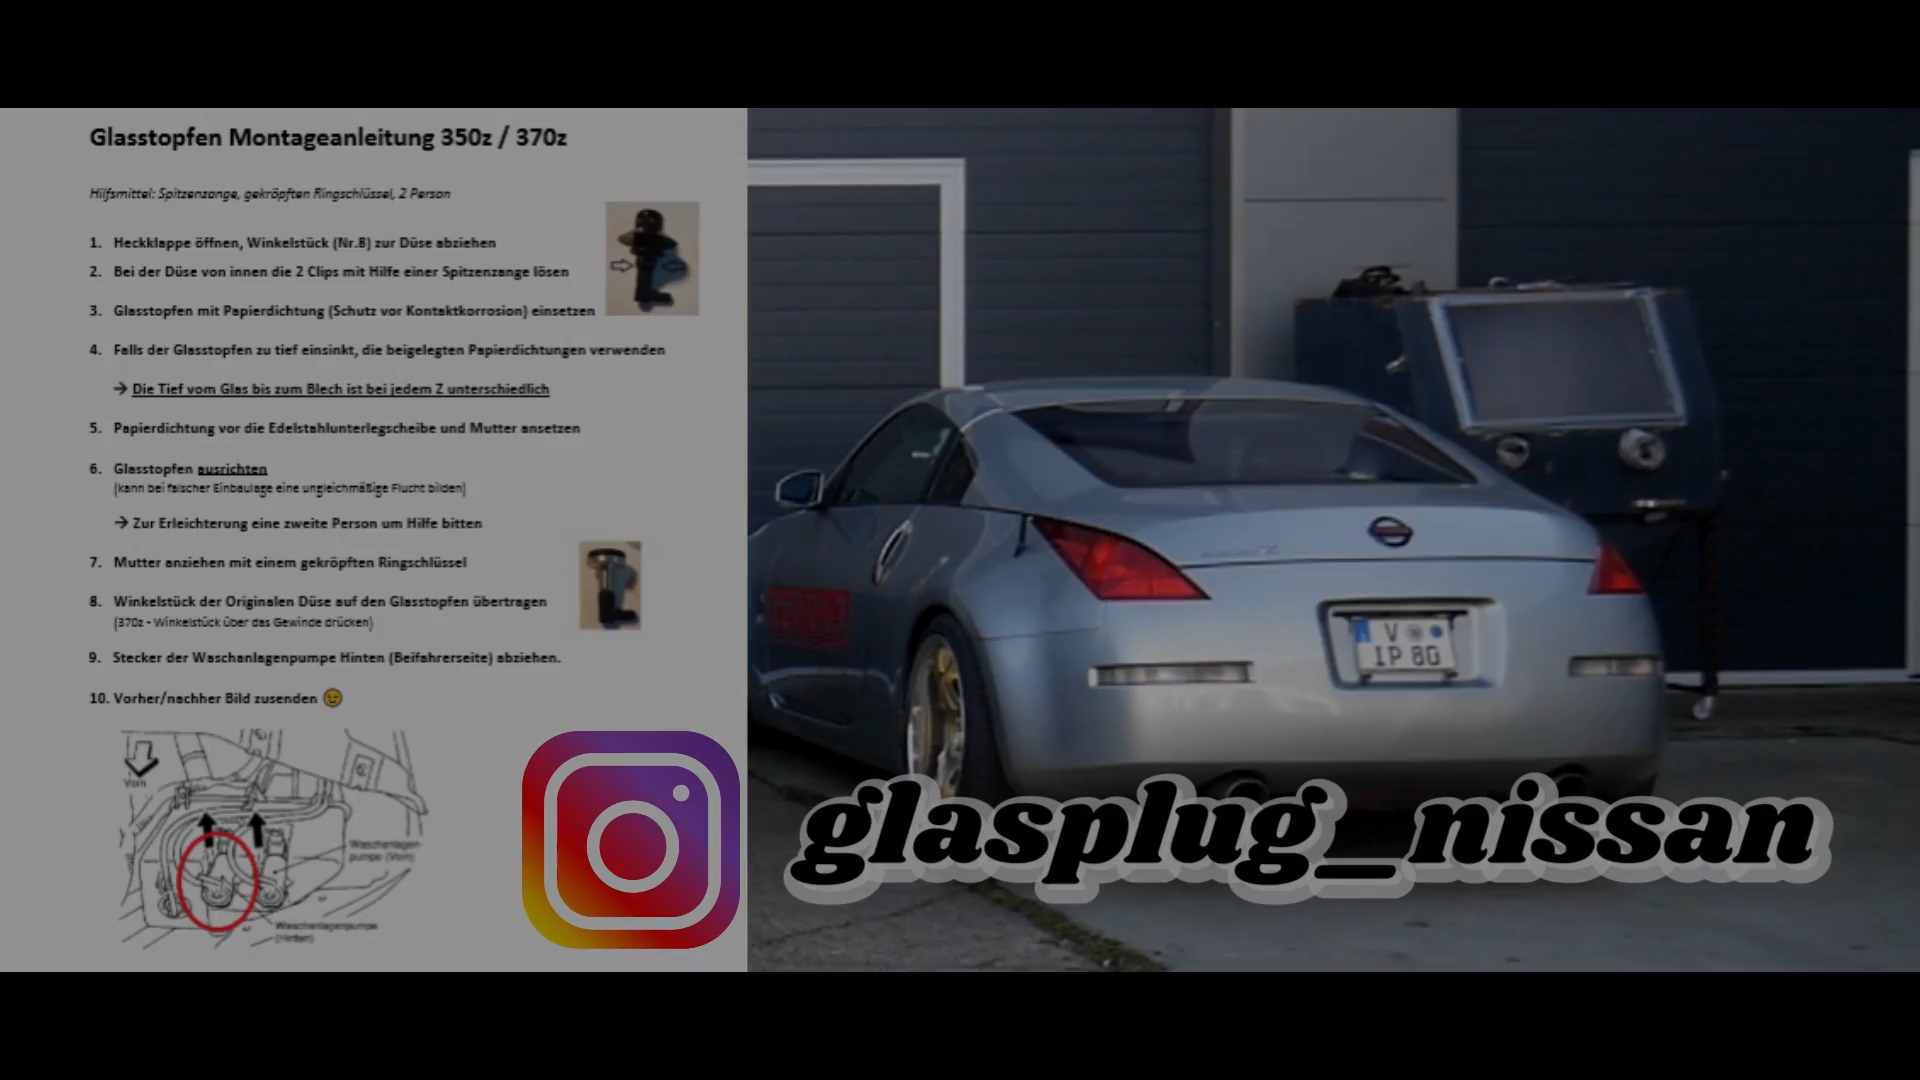 Glasstopfen Montageanleitung 350z / 370z
Hilfsmittel: Spitzenzange, gekröpften Ringschlüssel, 2 Person
1. Heckklappe öffnen, Winkelstück (Nr.8) zur Düse abziehen
2. Bei der Düse von innen die 2 Clips mit Hilfe einer Spitzenzange lösen
3. Glasstopfen mit Papierdichtung (Schutz vor Kontaktkorrosion) einsetzen
4. Falls der Glasstopfen zu tief einsinkt, die beigelegten Papierdichtungen verwenden
→ Die Tief vom Glas bis zum Blech ist bei jedem Z unterschiedlich
5. Papierdichtung vor die Edelstahlunterlegscheibe und Mutter ansetzen
6. Glasstopfen ausrichten
(kann bei falscher Einbaulage eine ungleichmäßige Flucht bilden)
→ Zur Erleichterung eine zweite Person um Hilfe bitten
7. Mutter anziehen mit einem gekröpften Ringschlüssel
8. Winkelstück der Originalen Düse auf den Glasstopfen übertragen
(370z - Winkelstück über das Gewinde drücken)
9. Stecker der Waschanlagenpumpe Hinten (Beifahrerseite) abziehen.
10. Vorher/nachher Bild zusenden 😉
Vorn
Waschanlagen-
pumpe (Vorn)
Waschanlagenpumpe
(Hinten)
V
IP 80
glasplug_nissan